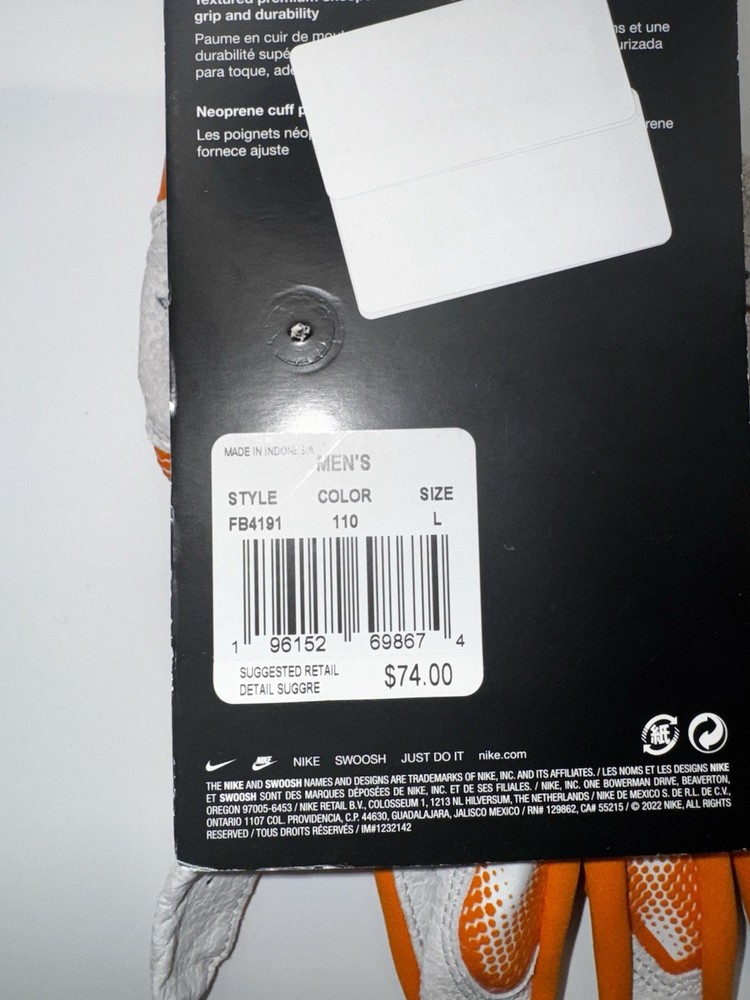 Textured premium
grip and durability
Paume en cuir de
durabilité
para toque,
ns et une
urizada
Neoprene cuff
Les poignets
fornece ajuste
rene
MADE IN INDONESIA
MEN'S
STYLE COLOR SIZE
FB4191 110 L
1 96152 69867 4
SUGGESTED RETAIL
DETAIL SUGGRE
$74.00
紙
NIKE SWOOSH JUST DO IT nike.com
THE NIKE AND SWOOSH NAMES AND DESIGNS ARE TRADEMARKS OF NIKE, INC. AND ITS AFFILIATES. / LES NOMS ET LES DESIGNS NIKE
ET SWOOSH SONT DES MARQUES DÉPOSÉES DE NIKE, INC. ET DE SES FILIALES. / NIKE, INC. ONE BOWERMAN DRIVE, BEAVERTON,
OREGON 97005-6453 / NIKE RETAIL B.V., COLOSSEUM 1, 1213 NL HILVERSUM, THE NETHERLANDS / NIKE DE MEXICO S. DE R.L. DE C.V.,
ONTARIO 1107 COL. PROVIDENCIA, C.P. 44630, GUADALAJARA, JALISCO MEXICO / RN# 129862, CA# 55215 / © 2022 NIKE, ALL RIGHTS
RESERVED / TOUS DROITS RÉSERVÉS / IM#1232142